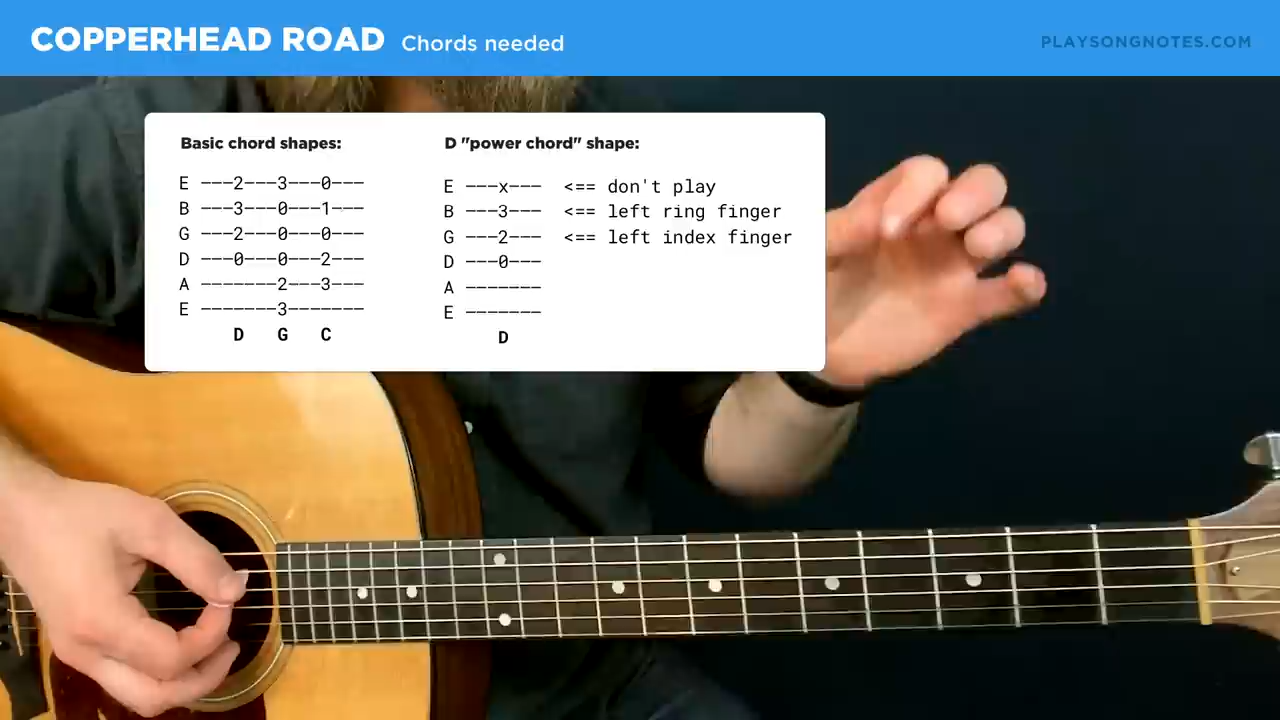 COPPERHEAD ROAD Chords needed
PLAYSONGNOTES.COM
Basic chord shapes:
E ---2---3---0---
B ---3---0---1---
G ---2---0---0---
D ---0---0---2---
A -------2---3---
E -------3-------
D G C
D "power chord" shape:
E ---x--- <== don't play
B ---3--- <== left ring finger
G ---2--- <== left index finger
D ---0---
A -------
E -------
D